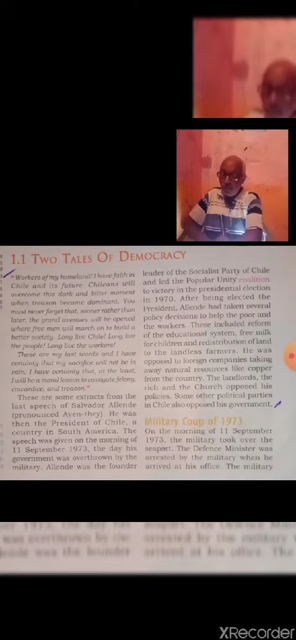 1.1 TWO TALES OF DEMOCRACY
"Workers of my homeland! I have faith in
Chile and its future. Chileans will
overcome this dark and bitter moment
when treason became dominant. You
must never forget that, sooner rather than
later, the grand avenues will be opened
where free men will march on to build a
better society. Long live Chile! Long live
the people! Long live the workers!
These are my last words and I have
certainty that my sacrifice will not be in
vain, I have certainty that, at the least,
I will be a moral lesson to castigate felony,
cowardice, and treason."
These are some extracts from the
last speech of Salvador Allende
(pronounced Ayen-they). He was
then the President of Chile, a
country in South America. The
speech was given on the morning of
11 September 1973, the day his
government was overthrown by the
military. Allende was the founder
leader of the Socialist Party of Chile
and led the Popular Unity coalition
to victory in the presidential election
in 1970. After being elected the
President, Allende had taken several
policy decisions to help the poor and
the workers. These included reform
of the educational system, free milk
for children and redistribution of land
to the landless farmers. He was
opposed to foreign companies taking
away natural resources like copper
from the country. The landlords, the
rich and the Church opposed his
policies. Some other political parties
in Chile also opposed his government.
Military Coup of 1973
On the morning of 11 September
1973, the military took over the
seaport. The Defence Minister was
arrested by the military when he
arrived at his office. The military
was overthrown by the
arrested by the military
arrived at his office. The
XRecorder